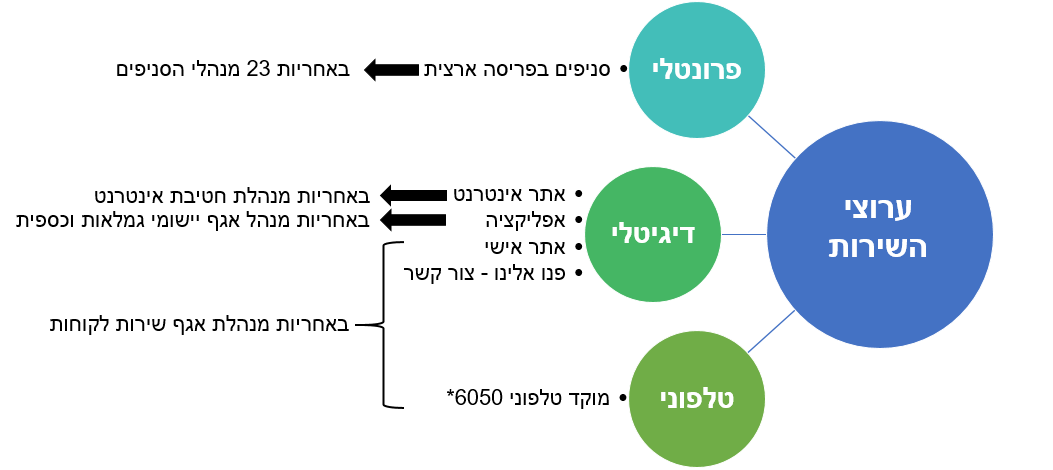 ערוצי
השירות
פרונטלי
• סניפים בפריסה ארצית
באחריות 23 מנהלי הסניפים
דיגיטלי
• אתר אינטרנט
באחריות מנהלת חטיבת אינטרנט
• אפליקציה
באחריות מנהל אגף יישומי גמלאות וכספית
• אתר אישי
• פנו אלינו - צור קשר
באחריות מנהלת אגף שירות לקוחות
טלפוני
• מוקד טלפוני 6050*